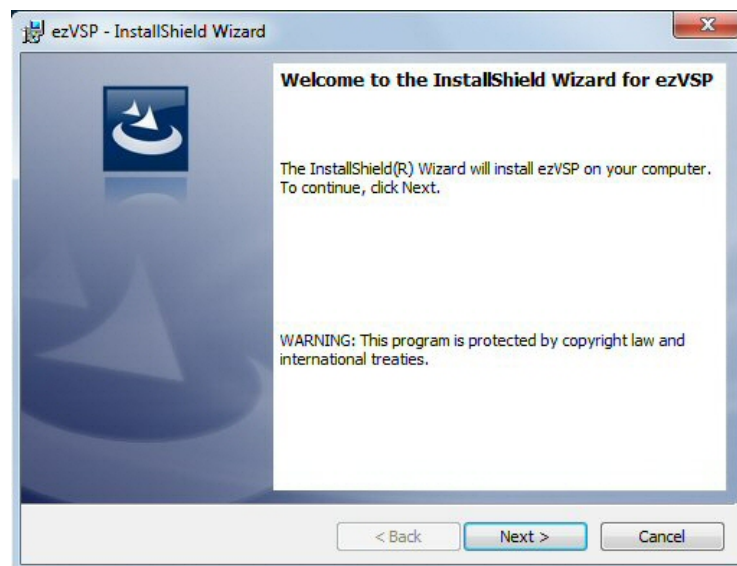 ezVSP - InstallShield Wizard
Welcome to the InstallShield Wizard for ezVSP
The InstallShield(R) Wizard will install ezVSP on your computer.
To continue, click Next.
WARNING: This program is protected by copyright law and
international treaties.
< Back Next > Cancel